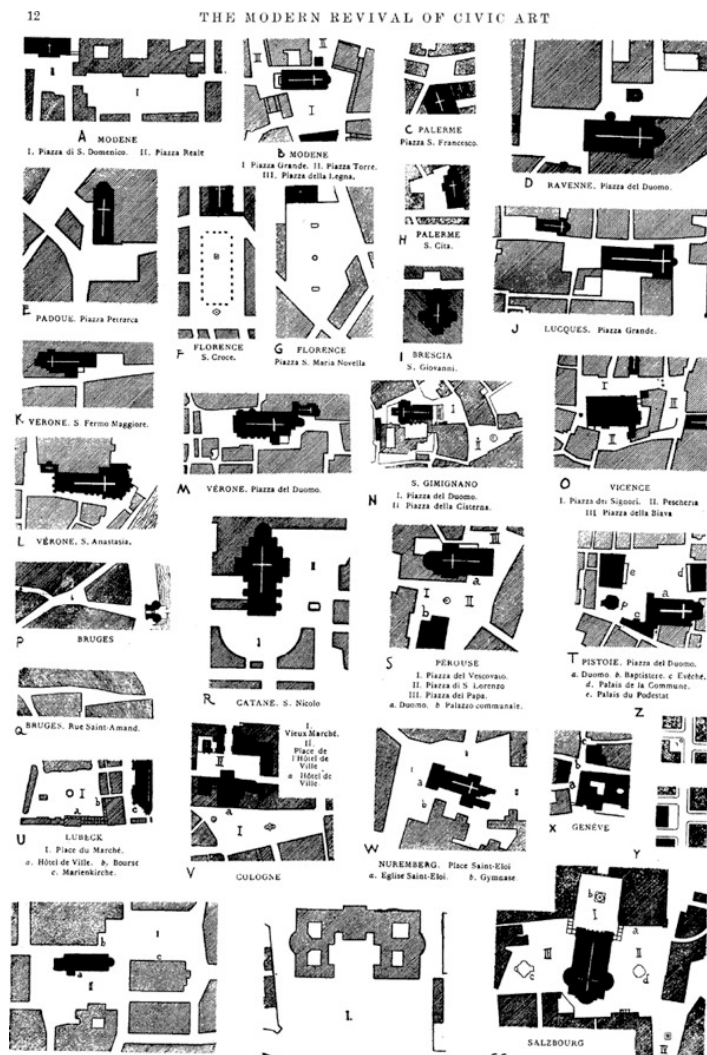 12
THE MODERN REVIVAL OF CIVIC ART
A
MODENE
I. Piazza di S. Domenico. II. Piazza Reale
B MODENE
I Piazza Grande. II. Piazza Torre.
III. Piazza della Legna.
C PALERME
Piazza S. Francesco.
D RAVENNE. Piazza del Duomo.
E PADOUE. Piazza Petrarca
F FLORENCE
S. Croce.
G FLORENCE
Piazza S. Maria Novella
H PALERME
S. Cita.
I BRESCIA
S. Giovanni.
J LUCQUES. Piazza Grande.
K VERONE. S. Fermo Maggiore.
L VÉRONE. S. Anastasia.
M VÉRONE. Piazza del Duomo.
N S. GIMIGNANO
I. Piazza del Duomo.
II Piazza della Cisterna.
O VICENCE
I. Piazza dei Signori. II. Pescheria
III Piazza della Biava
P BRUGES
Q BRUGES. Rue Saint-Amand.
R CATANE. S. Nicolo
S PÉROUSE
I. Piazza del Vescovato.
II. Piazza di S Lorenzo
III. Piazza dei Papa.
a. Duomo. b Palazzo communale.
T PISTOIE. Piazza del Duomo.
a. Duomo. b. Baptistere. c Evêché.
d. Palais de la Commune.
e. Palais du Podestat
Z
U LUBECK
I. Place du Marché.
a. Hôtel de Ville. b. Bourse
c. Marienkirche.
V COLOGNE
I.
Vieux Marché.
II.
Place de
l'Hôtel de
Ville
a Hôtel de
Ville
W
NUREMBERG. Place Saint-Eloi
a. Eglise Saint-Eloi. b. Gymnase
X GENÉVE
Y
SALZBOURG